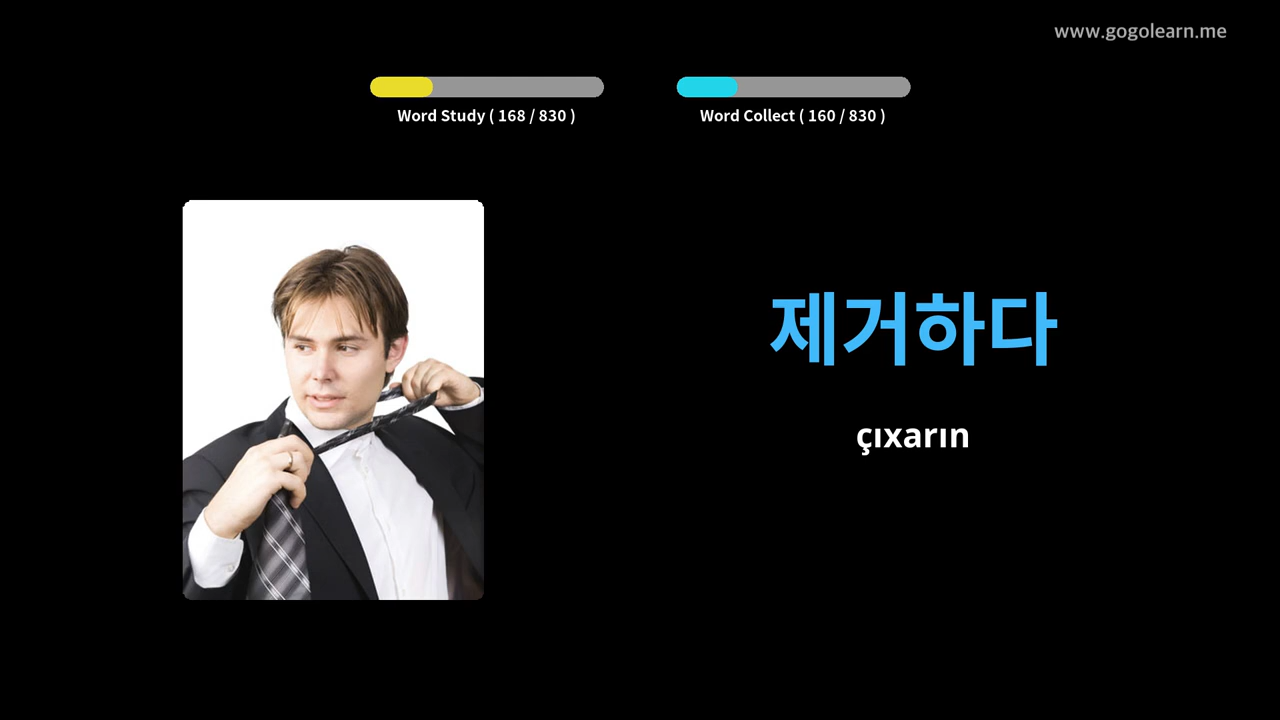 www.gogolearn.me
Word Study ( 168 / 830 )
Word Collect ( 160 / 830 )
제거하다
çıxarın